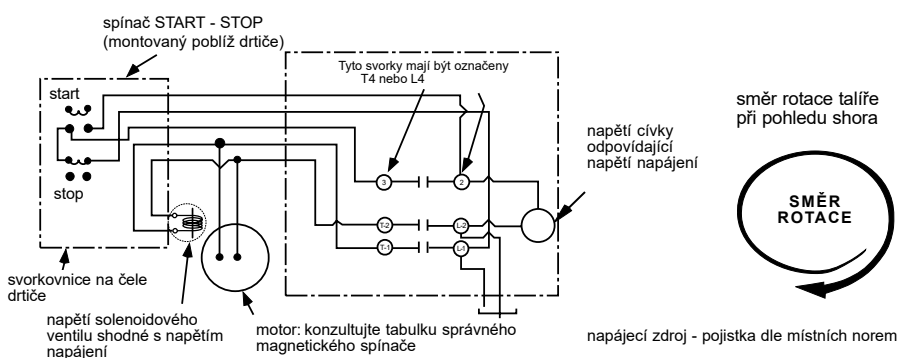 spínač START - STOP
(montovaný poblíž drtiče)
start
stop
Tyto svorky mají být označeny
T4 nebo L4
3
2
T-2
L-2
T-1
L-1
napětí cívky
odpovídající
napětí napájení
směr rotace talíře
při pohledu shora
SMĚR
ROTACE
svorkovnice na čele
drtiče
napětí solenoidového
ventilu shodné s napětím
napájení
motor: konzultujte tabulku správného
magnetického spínače
napájecí zdroj - pojistka dle místních norem